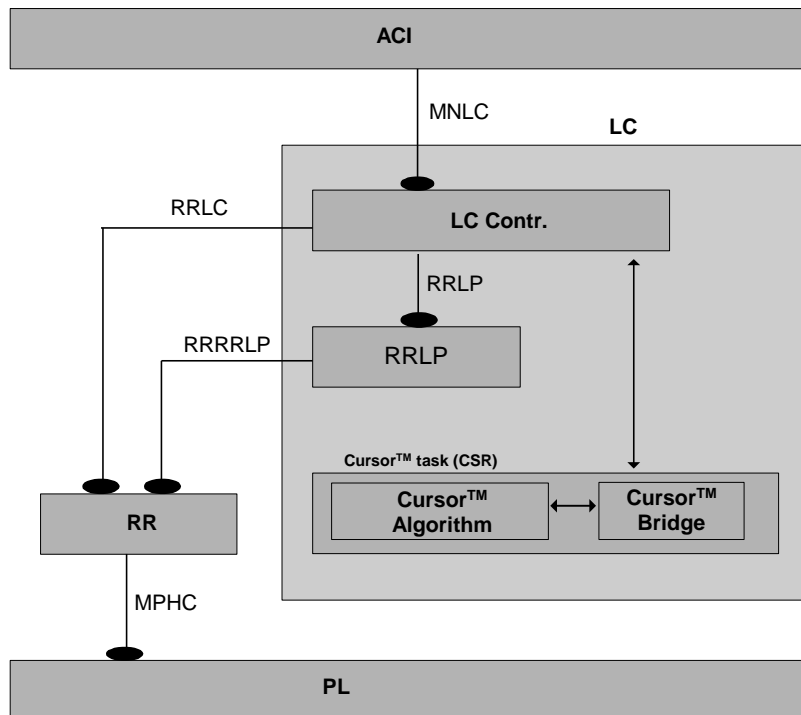 ACI
MNLC
LC
RRLC
LC Contr.
RRLP
RRRRLP
RRLP
Cursor™ task (CSR)
Cursor™
Algorithm
Cursor™
Bridge
RR
MPHC
PL